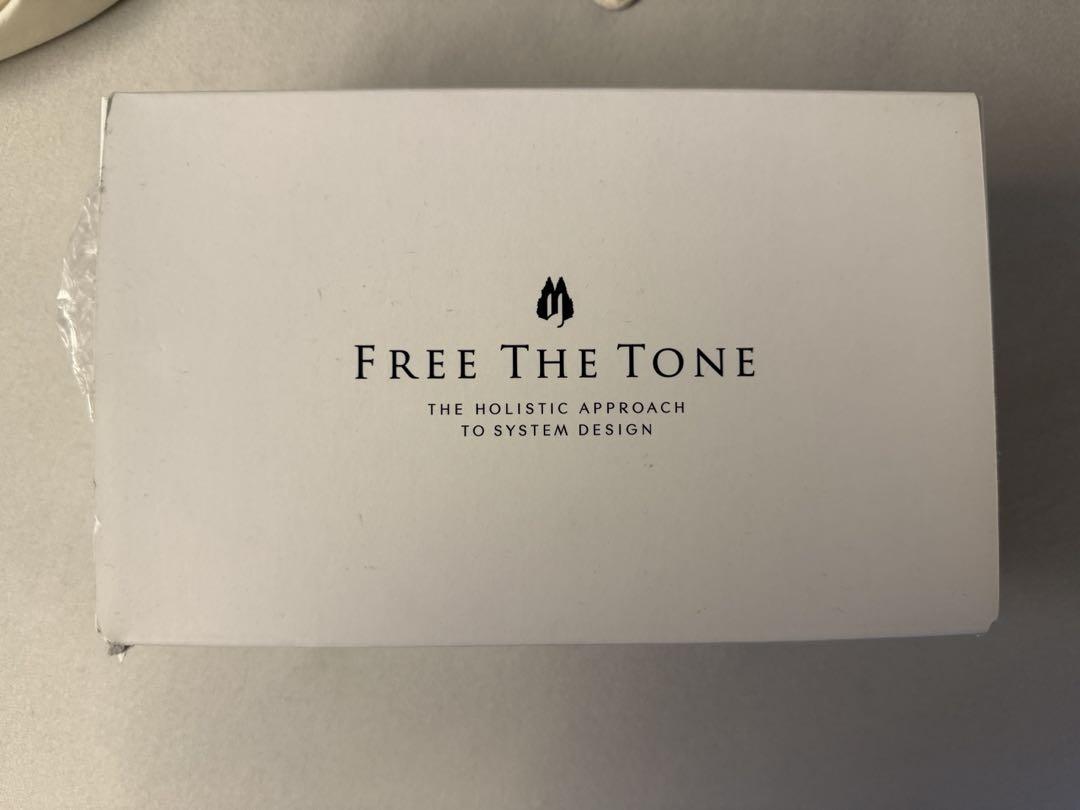 FREE THE TONE
THE HOLISTIC APPROACH
TO SYSTEM DESIGN